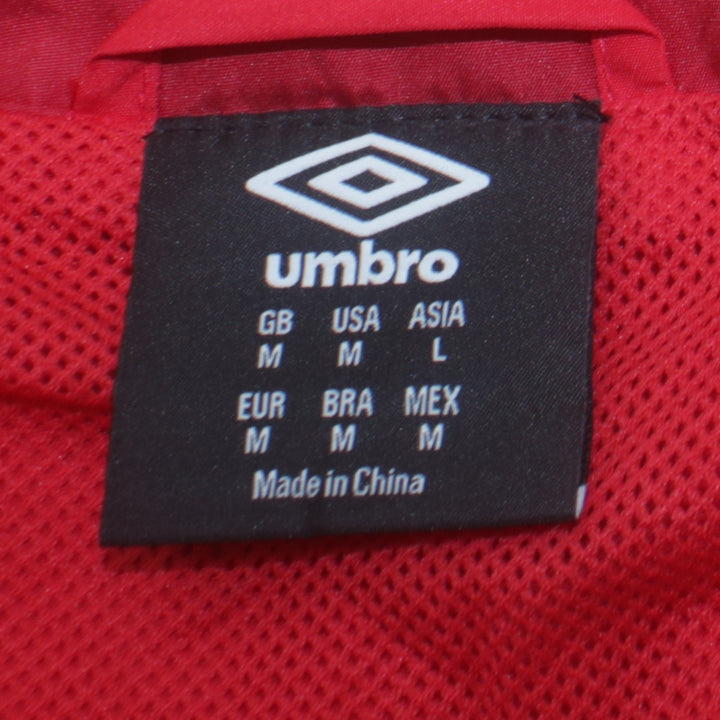 umbro
GB USA ASIA
M M L
EUR BRA MEX
M M M
Made in China